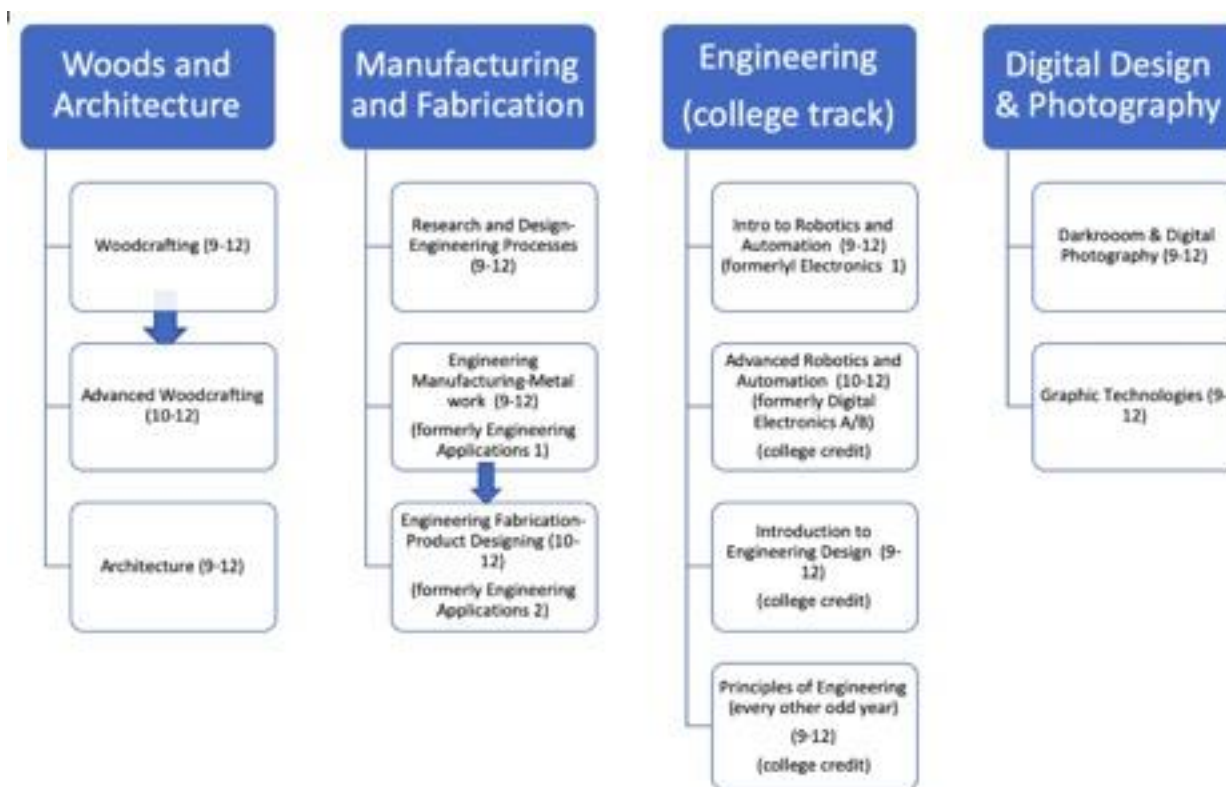 Woods and
Architecture
Woodcrafting (9-12)
Advanced Woodcrafting
(10-12)
Architecture (9-12)
Manufacturing
and Fabrication
Research and Design-
Engineering Processes
(9-12)
Engineering
Manufacturing-Metal
work (9-12)
(formerly Engineering
Applications 1)
Engineering Fabrication-
Product Designing (10-
12)
(formerly Engineering
Applications 2)
Engineering
(college track)
Intro to Robotics and
Automation (9-12)
(formerlyl Electronics 1)
Advanced Robotics and
Automation (10-12)
(formerly Digital
Electronics A/B)
(college credit)
Introduction to
Engineering Design (9-
12)
(college credit)
Principles of Engineering
(every other odd year)
(9-12)
(college credit)
Digital Design
& Photography
Darkrooom & Digital
Photography (9-12)
Graphic Technologies (9-
12)